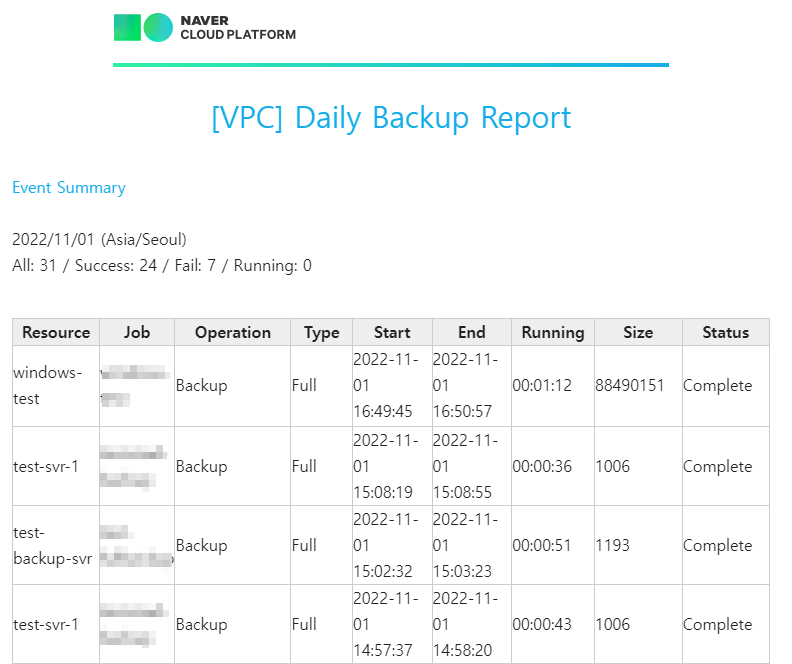 NAVER
CLOUD PLATFORM
[VPC] Daily Backup Report
Event Summary
2022/11/01 (Asia/Seoul)
All: 31 / Success: 24 / Fail: 7 / Running: 0
Resource Job Operation Type Start End Running Size Status
windows-
test
Backup Full
2022-11-
01
16:49:45
2022-11-
01
16:50:57
00:01:12 88490151 Complete
test-svr-1
Backup Full
2022-11-
01
15:08:19
2022-11-
01
15:08:55
00:00:36 1006 Complete
test-
backup-svr
Backup Full
2022-11-
01
15:02:32
2022-11-
01
15:03:23
00:00:51 1193 Complete
test-svr-1
Backup Full
2022-11-
01
14:57:37
2022-11-
01
14:58:20
00:00:43 1006 Complete